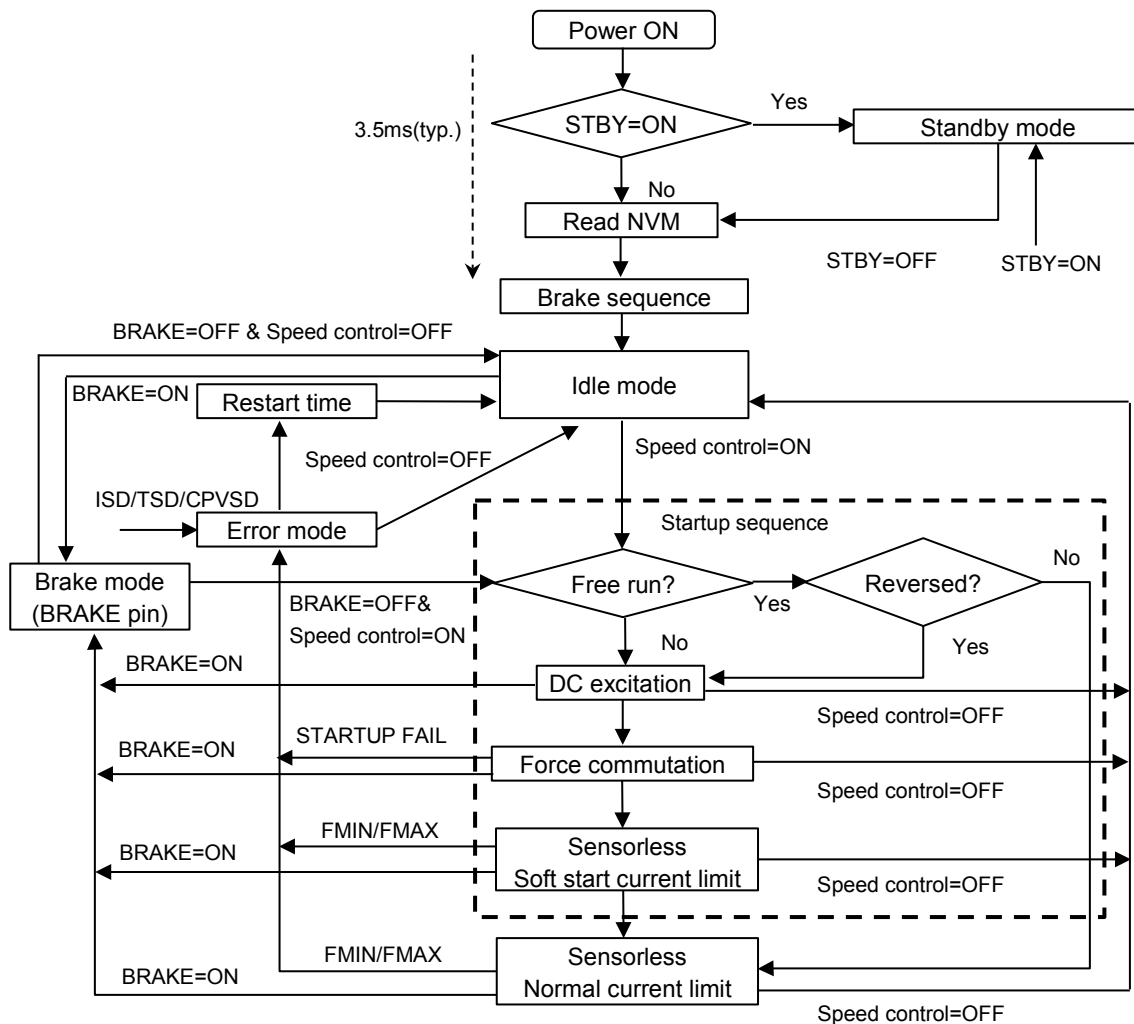 Power ON
Yes
3.5ms(typ.)
STBY=ON
Standby mode
No
Read NVM
STBY=OFF
STBY=ON
Brake sequence
BRAKE=OFF & Speed control=OFF
BRAKE=ON
Idle mode
Restart time
Speed control=OFF
Speed control=ON
ISD/TSD/CPVSD
Error mode
Startup sequence
No
Brake mode
(BRAKE pin)
Free run?
Reversed?
BRAKE=OFF&
Speed control=ON
Yes
No
Yes
BRAKE=ON
DC excitation
Speed control=OFF
STARTUP FAIL
BRAKE=ON
Force commutation
Speed control=OFF
FMIN/FMAX
BRAKE=ON
Sensorless
Soft start current limit
Speed control=OFF
FMIN/FMAX
BRAKE=ON
Sensorless
Normal current limit
Speed control=OFF